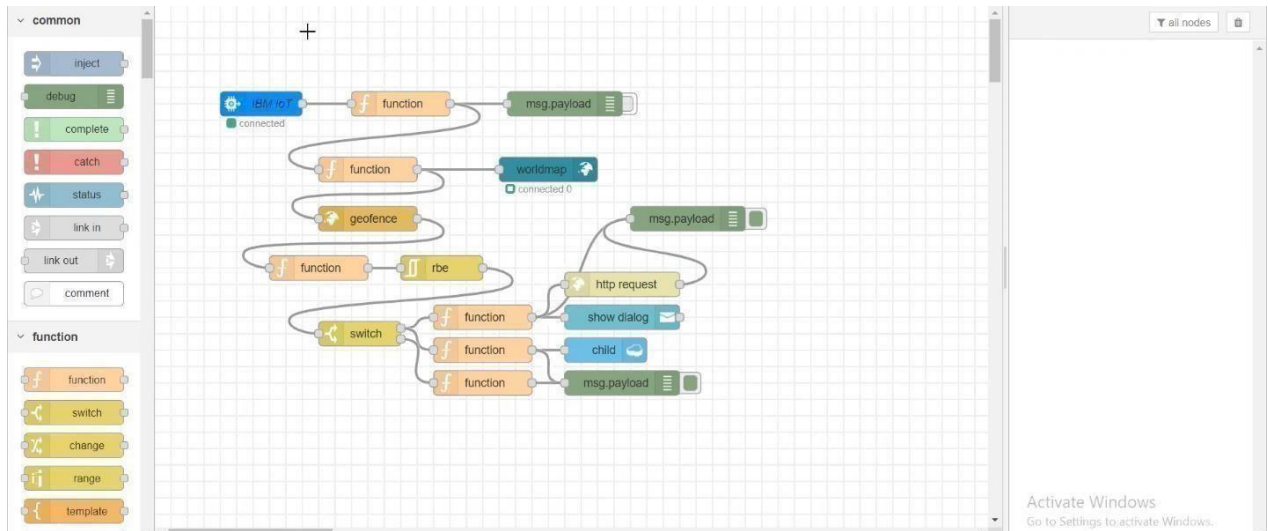 common
inject
debug
complete
catch
status
link in
link out
comment
function
function
switch
change
range
template
IBM IoT
connected
function
msg.payload
function
worldmap
connected 0
geofence
msg.payload
function
rbe
http request
switch
function
show dialog
function
child
function
msg.payload
all nodes
Activate Windows
Go to Settings to activate Windows.